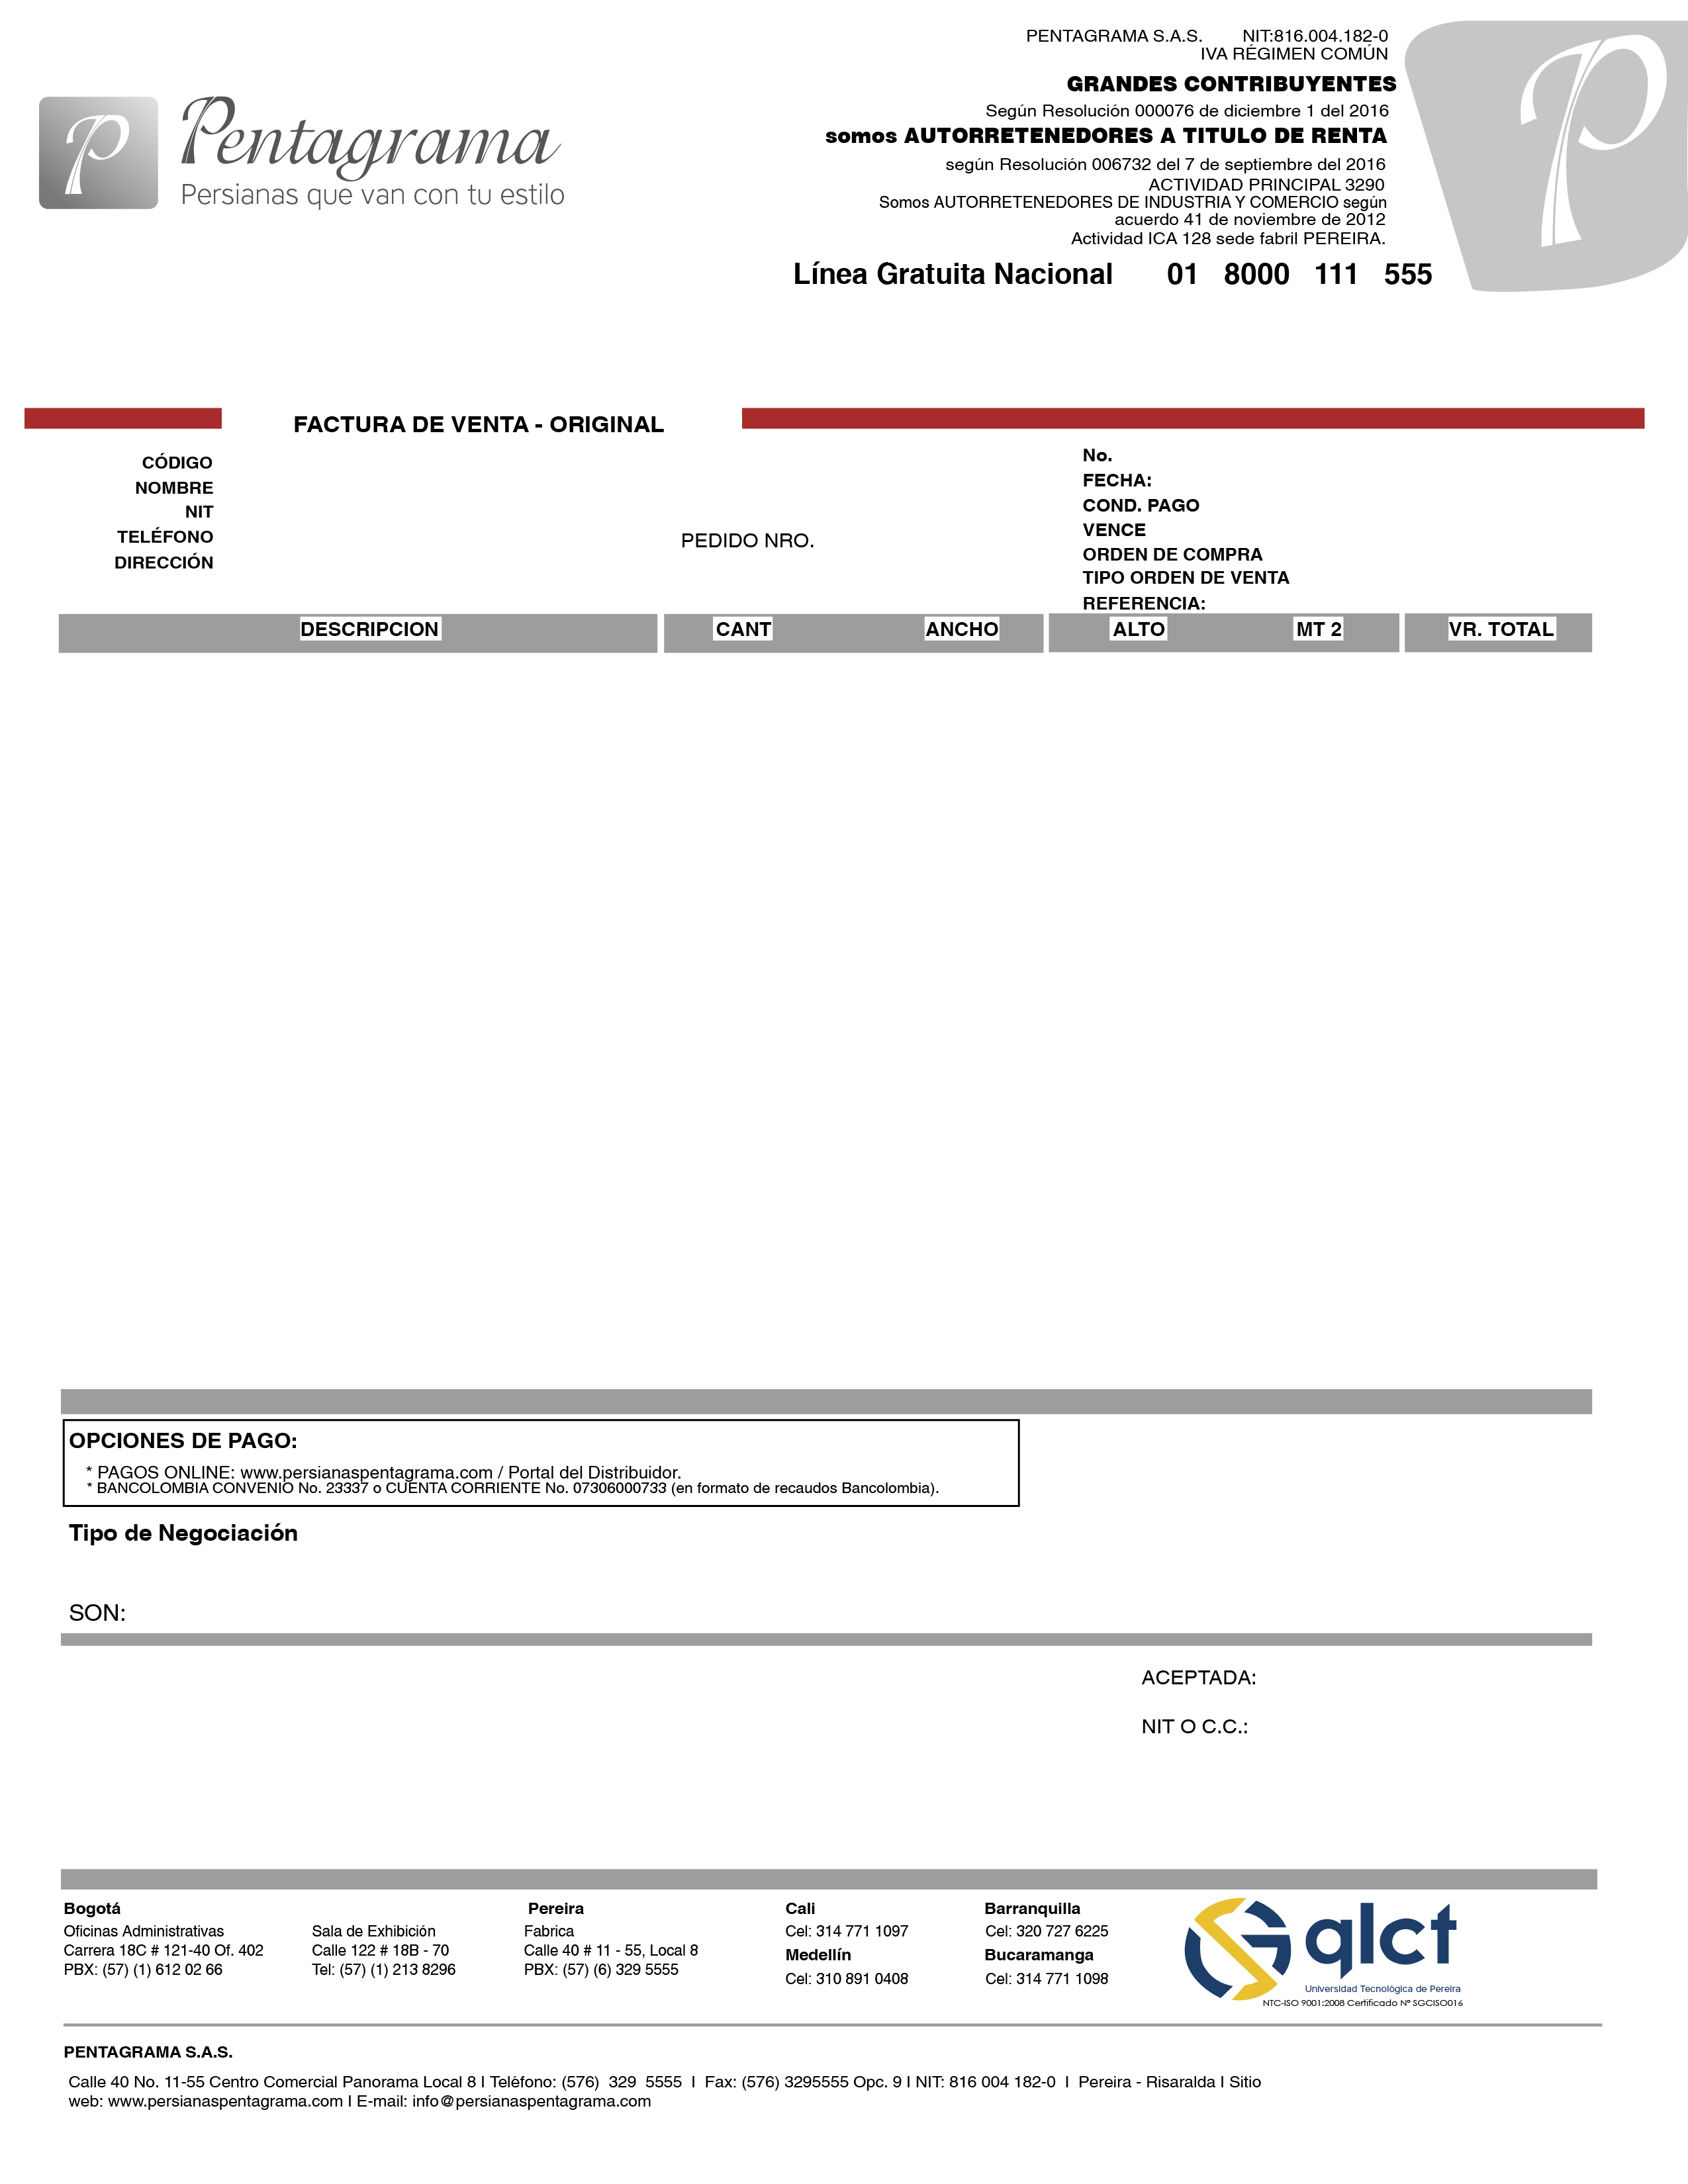 PENTAGRAMA S.A.S. NIT:816.004.182-0
IVA RÉGIMEN COMÚN
GRANDES CONTRIBUYENTES
Según Resolución 000076 de diciembre 1 del 2016
somos AUTORRETENEDORES A TITULO DE RENTA
según Resolución 006732 del 7 de septiembre del 2016
ACTIVIDAD PRINCIPAL 3290
Somos AUTORRETENEDORES DE INDUSTRIA Y COMERCIO según
acuerdo 41 de noviembre de 2012
Actividad ICA 128 sede fabril PEREIRA.
Línea Gratuita Nacional 01 8000 111 555
P
P
Pentagrama
Persianas que van con tu estilo
FACTURA DE VENTA - ORIGINAL
CÓDIGO
NOMBRE
NIT
TELÉFONO
DIRECCIÓN
PEDIDO NRO.
No.
FECHA:
COND. PAGO
VENCE
ORDEN DE COMPRA
TIPO ORDEN DE VENTA
REFERENCIA:
DESCRIPCION CANT ANCHO ALTO MT 2 VR. TOTAL
OPCIONES DE PAGO:
* PAGOS ONLINE: www.persianaspentagrama.com / Portal del Distribuidor.
* BANCOLOMBIA CONVENIO No. 23337 o CUENTA CORRIENTE No. 07306000733 (en formato de recaudos Bancolombia).
Tipo de Negociación
SON:
ACEPTADA:
NIT O C.C.:
Bogotá
Oficinas Administrativas
Carrera 18C # 121-40 Of. 402
PBX: (57) (1) 612 02 66
Sala de Exhibición
Calle 122 # 18B - 70
Tel: (57) (1) 213 8296
Pereira
Fabrica
Calle 40 # 11 - 55, Local 8
PBX: (57) (6) 329 5555
Cali
Cel: 314 771 1097
Medellín
Cel: 310 891 0408
Barranquilla
Cel: 320 727 6225
Bucaramanga
Cel: 314 771 1098
qlct
Universidad Tecnológica de Pereira
NTC-ISO 9001:2008 Certificado Nº SGCISO016
PENTAGRAMA S.A.S.
Calle 40 No. 11-55 Centro Comercial Panorama Local 8 I Teléfono: (576) 329 5555 I Fax: (576) 3295555 Opc. 9 I NIT: 816 004 182-0 I Pereira - Risaralda I Sitio
web: www.persianaspentagrama.com I E-mail: info@persianaspentagrama.com